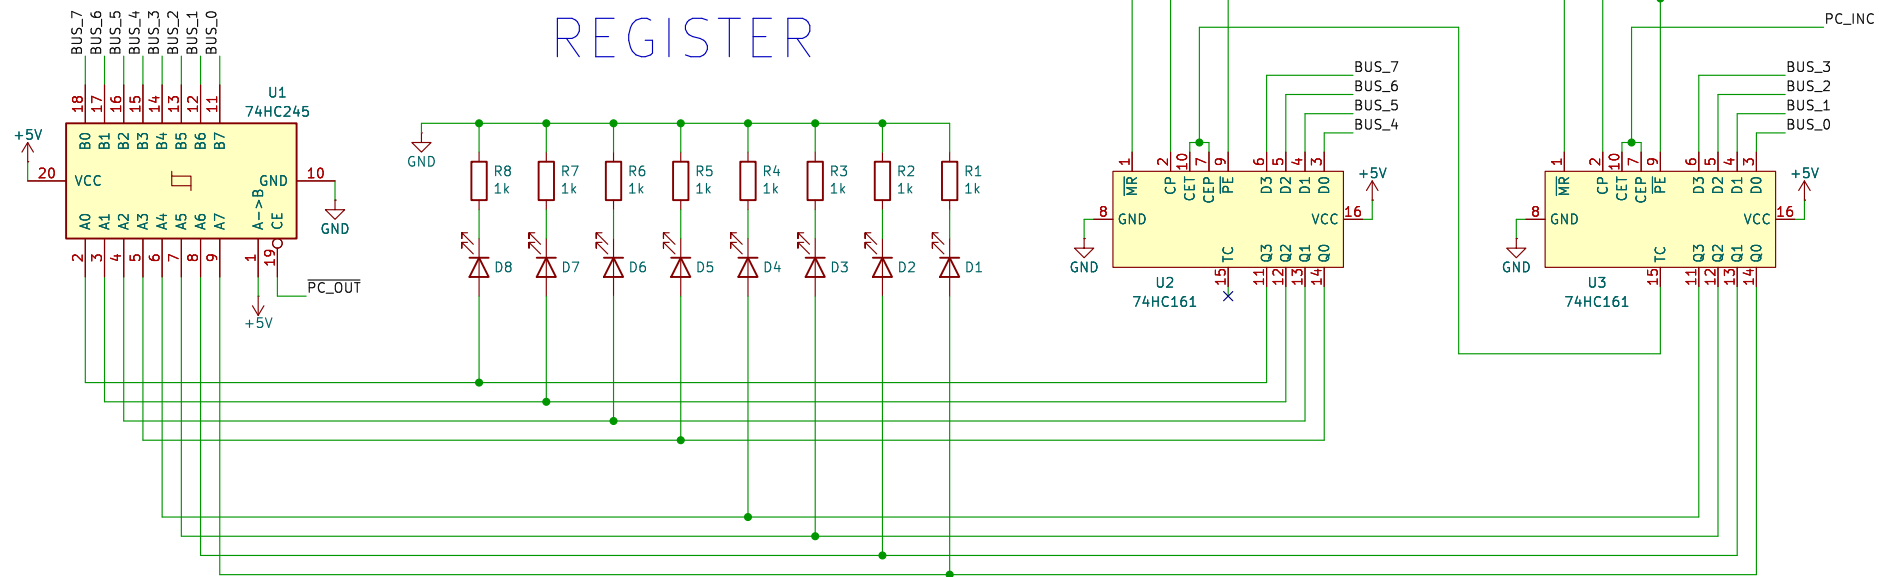 REGISTER
BUS_7
BUS_6
BUS_5
BUS_4
BUS_3
BUS_2
BUS_1
BUS_0
18 17 16 15 14 13 12 11
U1
74HC245
B0 B1 B2 B3 B4 B5 B6 B7
+5V
20 VCC
GND 10
GND
A0 A1 A2 A3 A4 A5 A6 A7 A->B CE
2 3 4 5 6 7 8 9 1 19
PC_OUT
+5V
GND
R8 R7 R6 R5 R4 R3 R2 R1
1k 1k 1k 1k 1k 1k 1k 1k
D8 D7 D6 D5 D4 D3 D2 D1
BUS_7
BUS_6
BUS_5
BUS_4
1 2 10 7 9 6 5 4 3
MR CP CET CEP PE D3 D2 D1 D0
+5V
8 GND
VCC 16
GND
TC Q3 Q2 Q1 Q0
15 11 12 13 14
U2
74HC161
PC_INC
BUS_3
BUS_2
BUS_1
BUS_0
1 2 10 7 9 6 5 4 3
MR CP CET CEP PE D3 D2 D1 D0
+5V
8 GND
VCC 16
GND
TC Q3 Q2 Q1 Q0
15 11 12 13 14
U3
74HC161